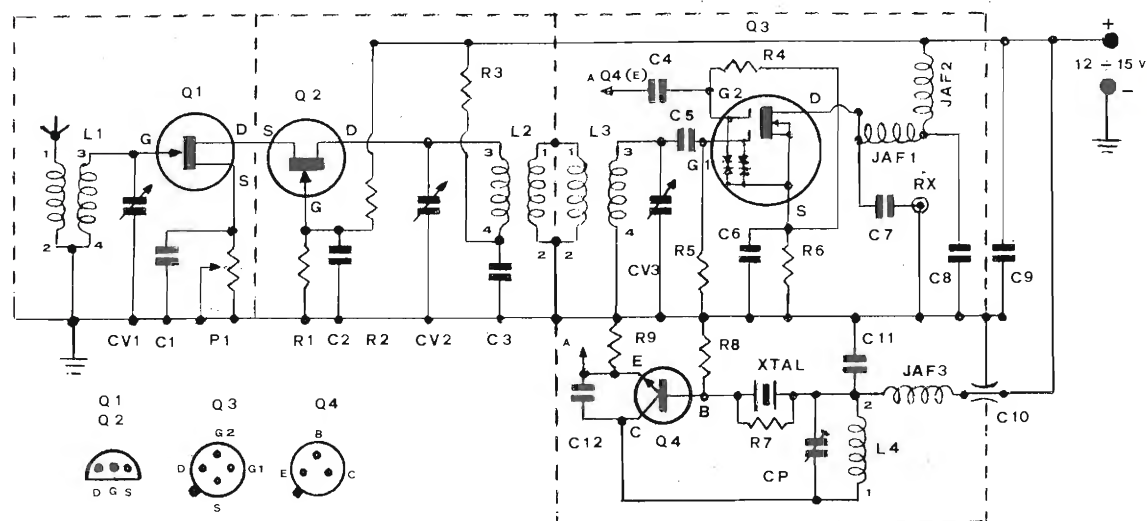 Q3
+
12 ÷ 15 V
−
R3
A Q4 (E)
C4
R4
G2
D
JAF2
Q1
Q2
L1
1
3
G
D
S
S
D
G
L2
L3
3
1
1
3
C5
G1
JAF1
RX
S
2
4
4
2
2
4
CV3
R5
C6
R6
C7
C8
C9
CV1
C1
P1
R1
C2
R2
CV2
C3
A
R9
E
R8
XTAL
C11
JAF3
C10
C12
C
Q4
B
R7
2
L4
CP
1
Q1
Q2
D G S
Q3
G2
D
G1
S
Q4
B
E
C